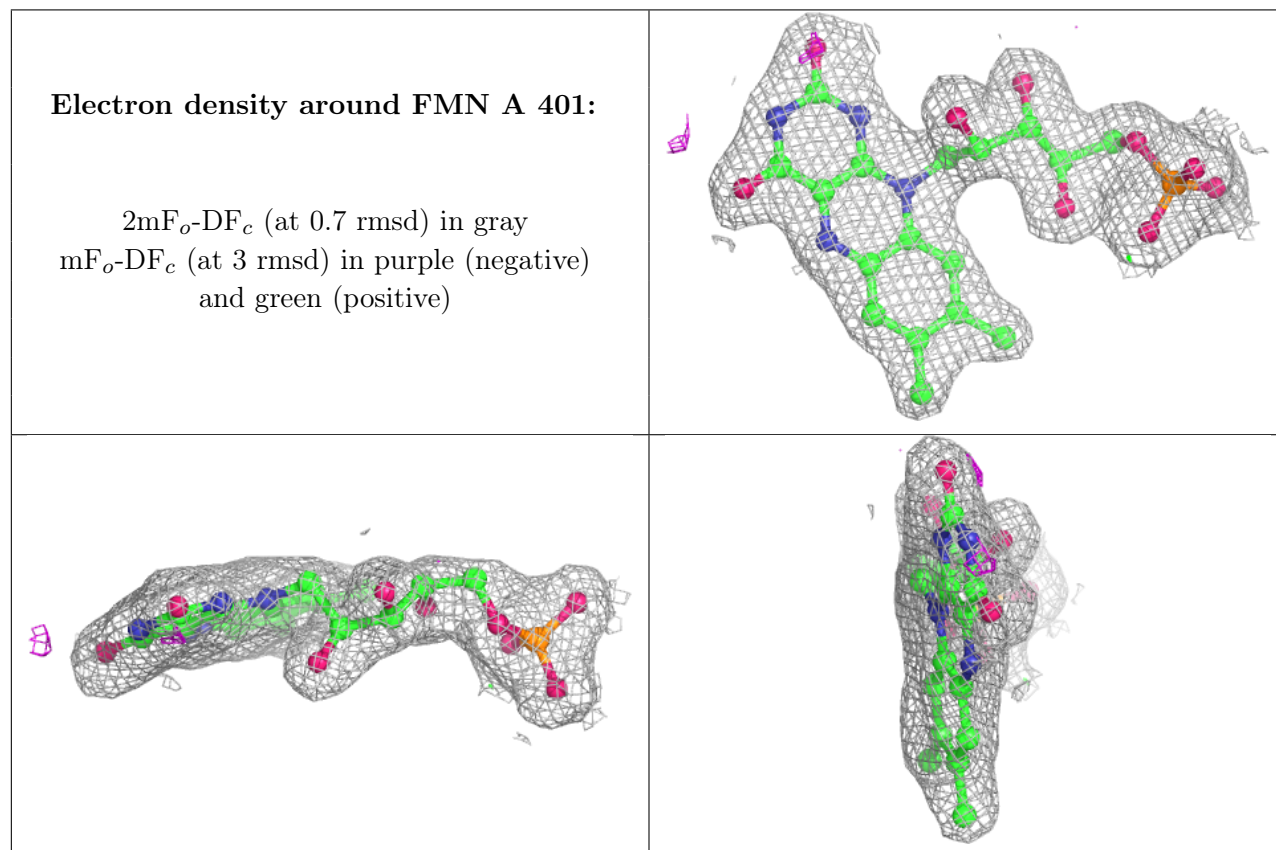 Electron density around FMN A 401:
2mFₒ-DF𝒸 (at 0.7 rmsd) in gray
mFₒ-DF𝒸 (at 3 rmsd) in purple (negative)
and green (positive)